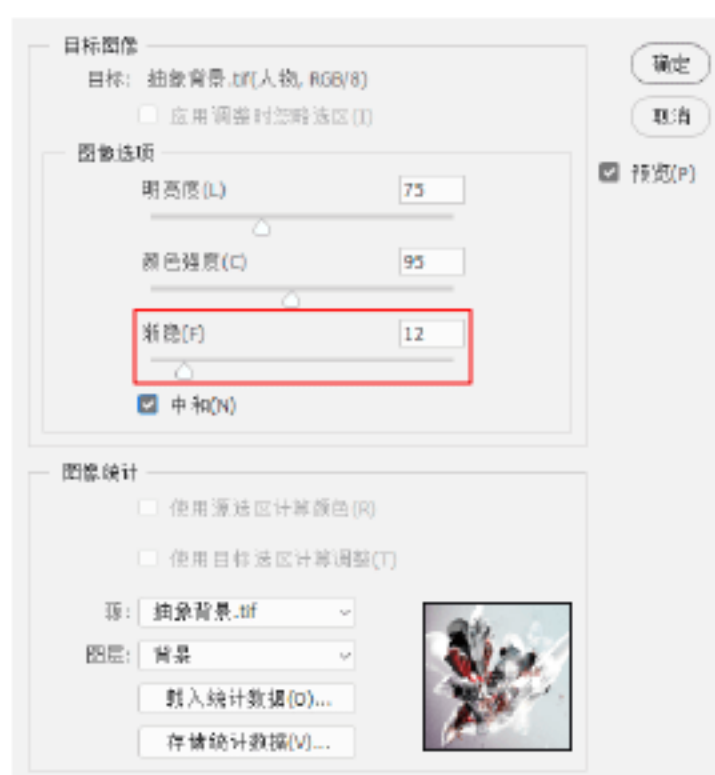 目标图像
目标: 抽象背景.tif(人物, RGB/8)
应用调整时忽略选区(I)
确定
取消
预览(P)
图像选项
明亮度(L) 75
颜色强度(C) 95
渐隐(F) 12
中和(N)
图像统计
使用源选区计算颜色(R)
使用目标选区计算调整(T)
源: 抽象背景.tif
图层: 背景
载入统计数据(O)...
存储统计数据(V)...